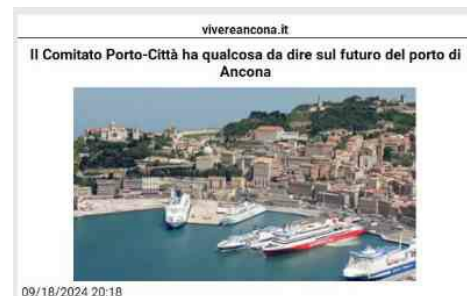 vivereancona.it
Il Comitato Porto-Città ha qualcosa da dire sul futuro del porto di
Ancona
09/18/2024 20:18